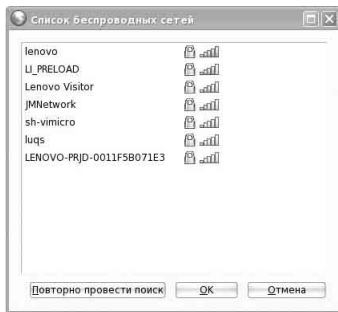 Список беспроводных сетей
lenovo
LI_PRELOAD
Lenovo Visitor
JMNetwork
sh-vimicro
luqs
LENOVO-PRJD-0011F5B071E3
Повторно провести поиск
OK
Отмена